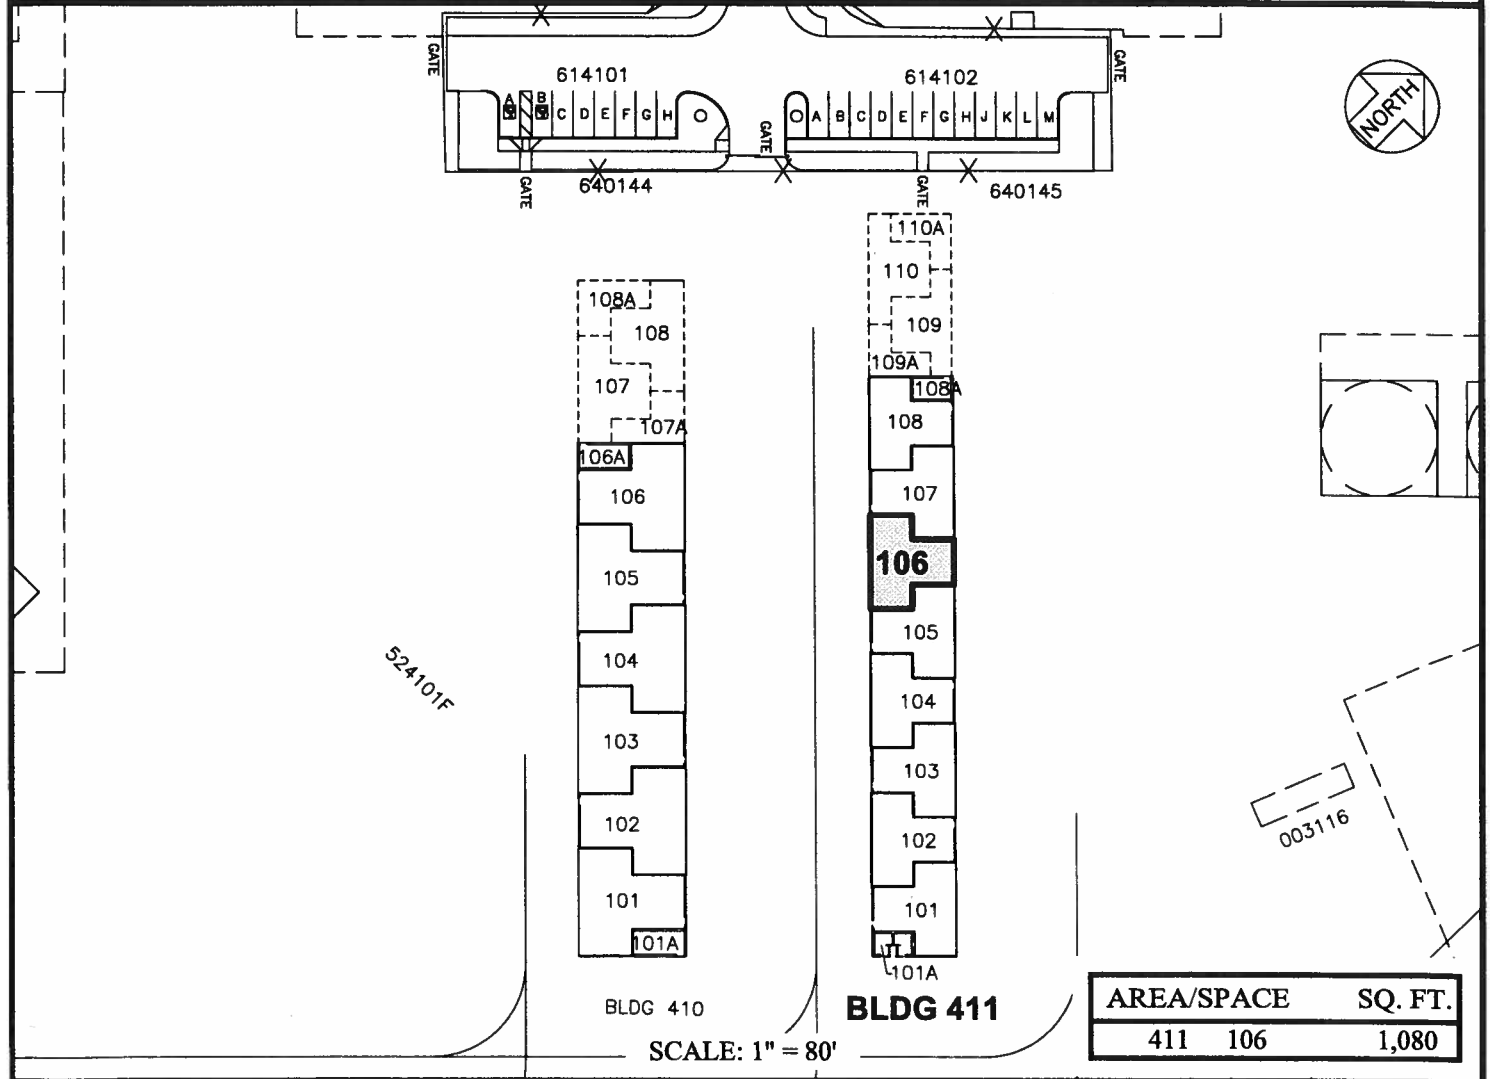 GATE
GATE
614101
614102
A
B C D E F G H
A B C D E F G H J K L M
NORTH
GATE
640144
GATE
640145
GATE
110A
110
108A
108
109
109A
107
108A
107A
108
106A
106
107
106
105
105
104
104
524101F
103
103
102
102
003116
101
101
101A
101A
BLDG 410
BLDG 411
SCALE: 1" = 80'
AREA/SPACE SQ. FT.
411 106 1,080